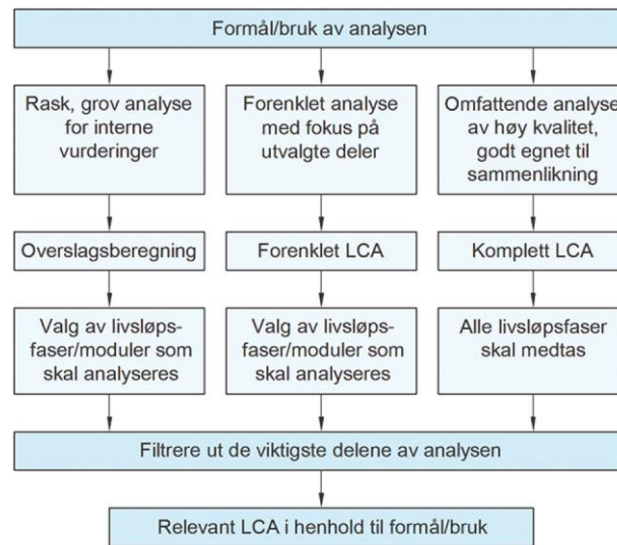 Formål/bruk av analysen
Rask, grov analyse
for interne
vurderinger
Forenklet analyse
med fokus på
utvalgte deler
Omfattende analyse
av høy kvalitet,
godt egnet til
sammenlikning
Overslagsberegning
Forenklet LCA
Komplett LCA
Valg av livsløps-
faser/moduler som
skal analyseres
Valg av livsløps-
faser/moduler som
skal analyseres
Alle livsløpsfaser
skal medtas
Filtrere ut de viktigste delene av analysen
Relevant LCA i henhold til formål/bruk